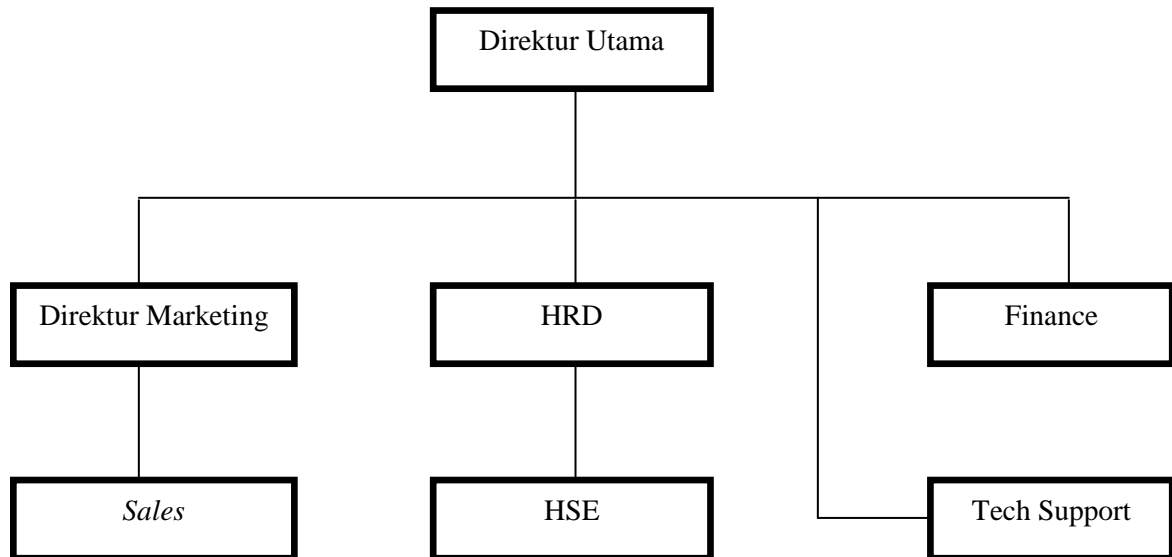 Direktur Utama
Direktur Marketing
HRD
Finance
Sales
HSE
Tech Support